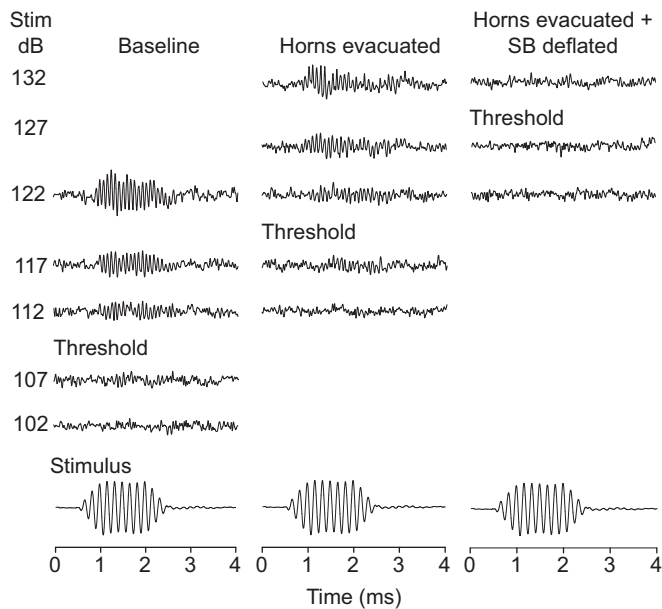 Stim
dB
Baseline
Horns evacuated
Horns evacuated +
SB deflated
132
127
Threshold
122
Threshold
117
112
Threshold
107
102
Stimulus
0 1 2 3 4
0 1 2 3 4
0 1 2 3 4
Time (ms)